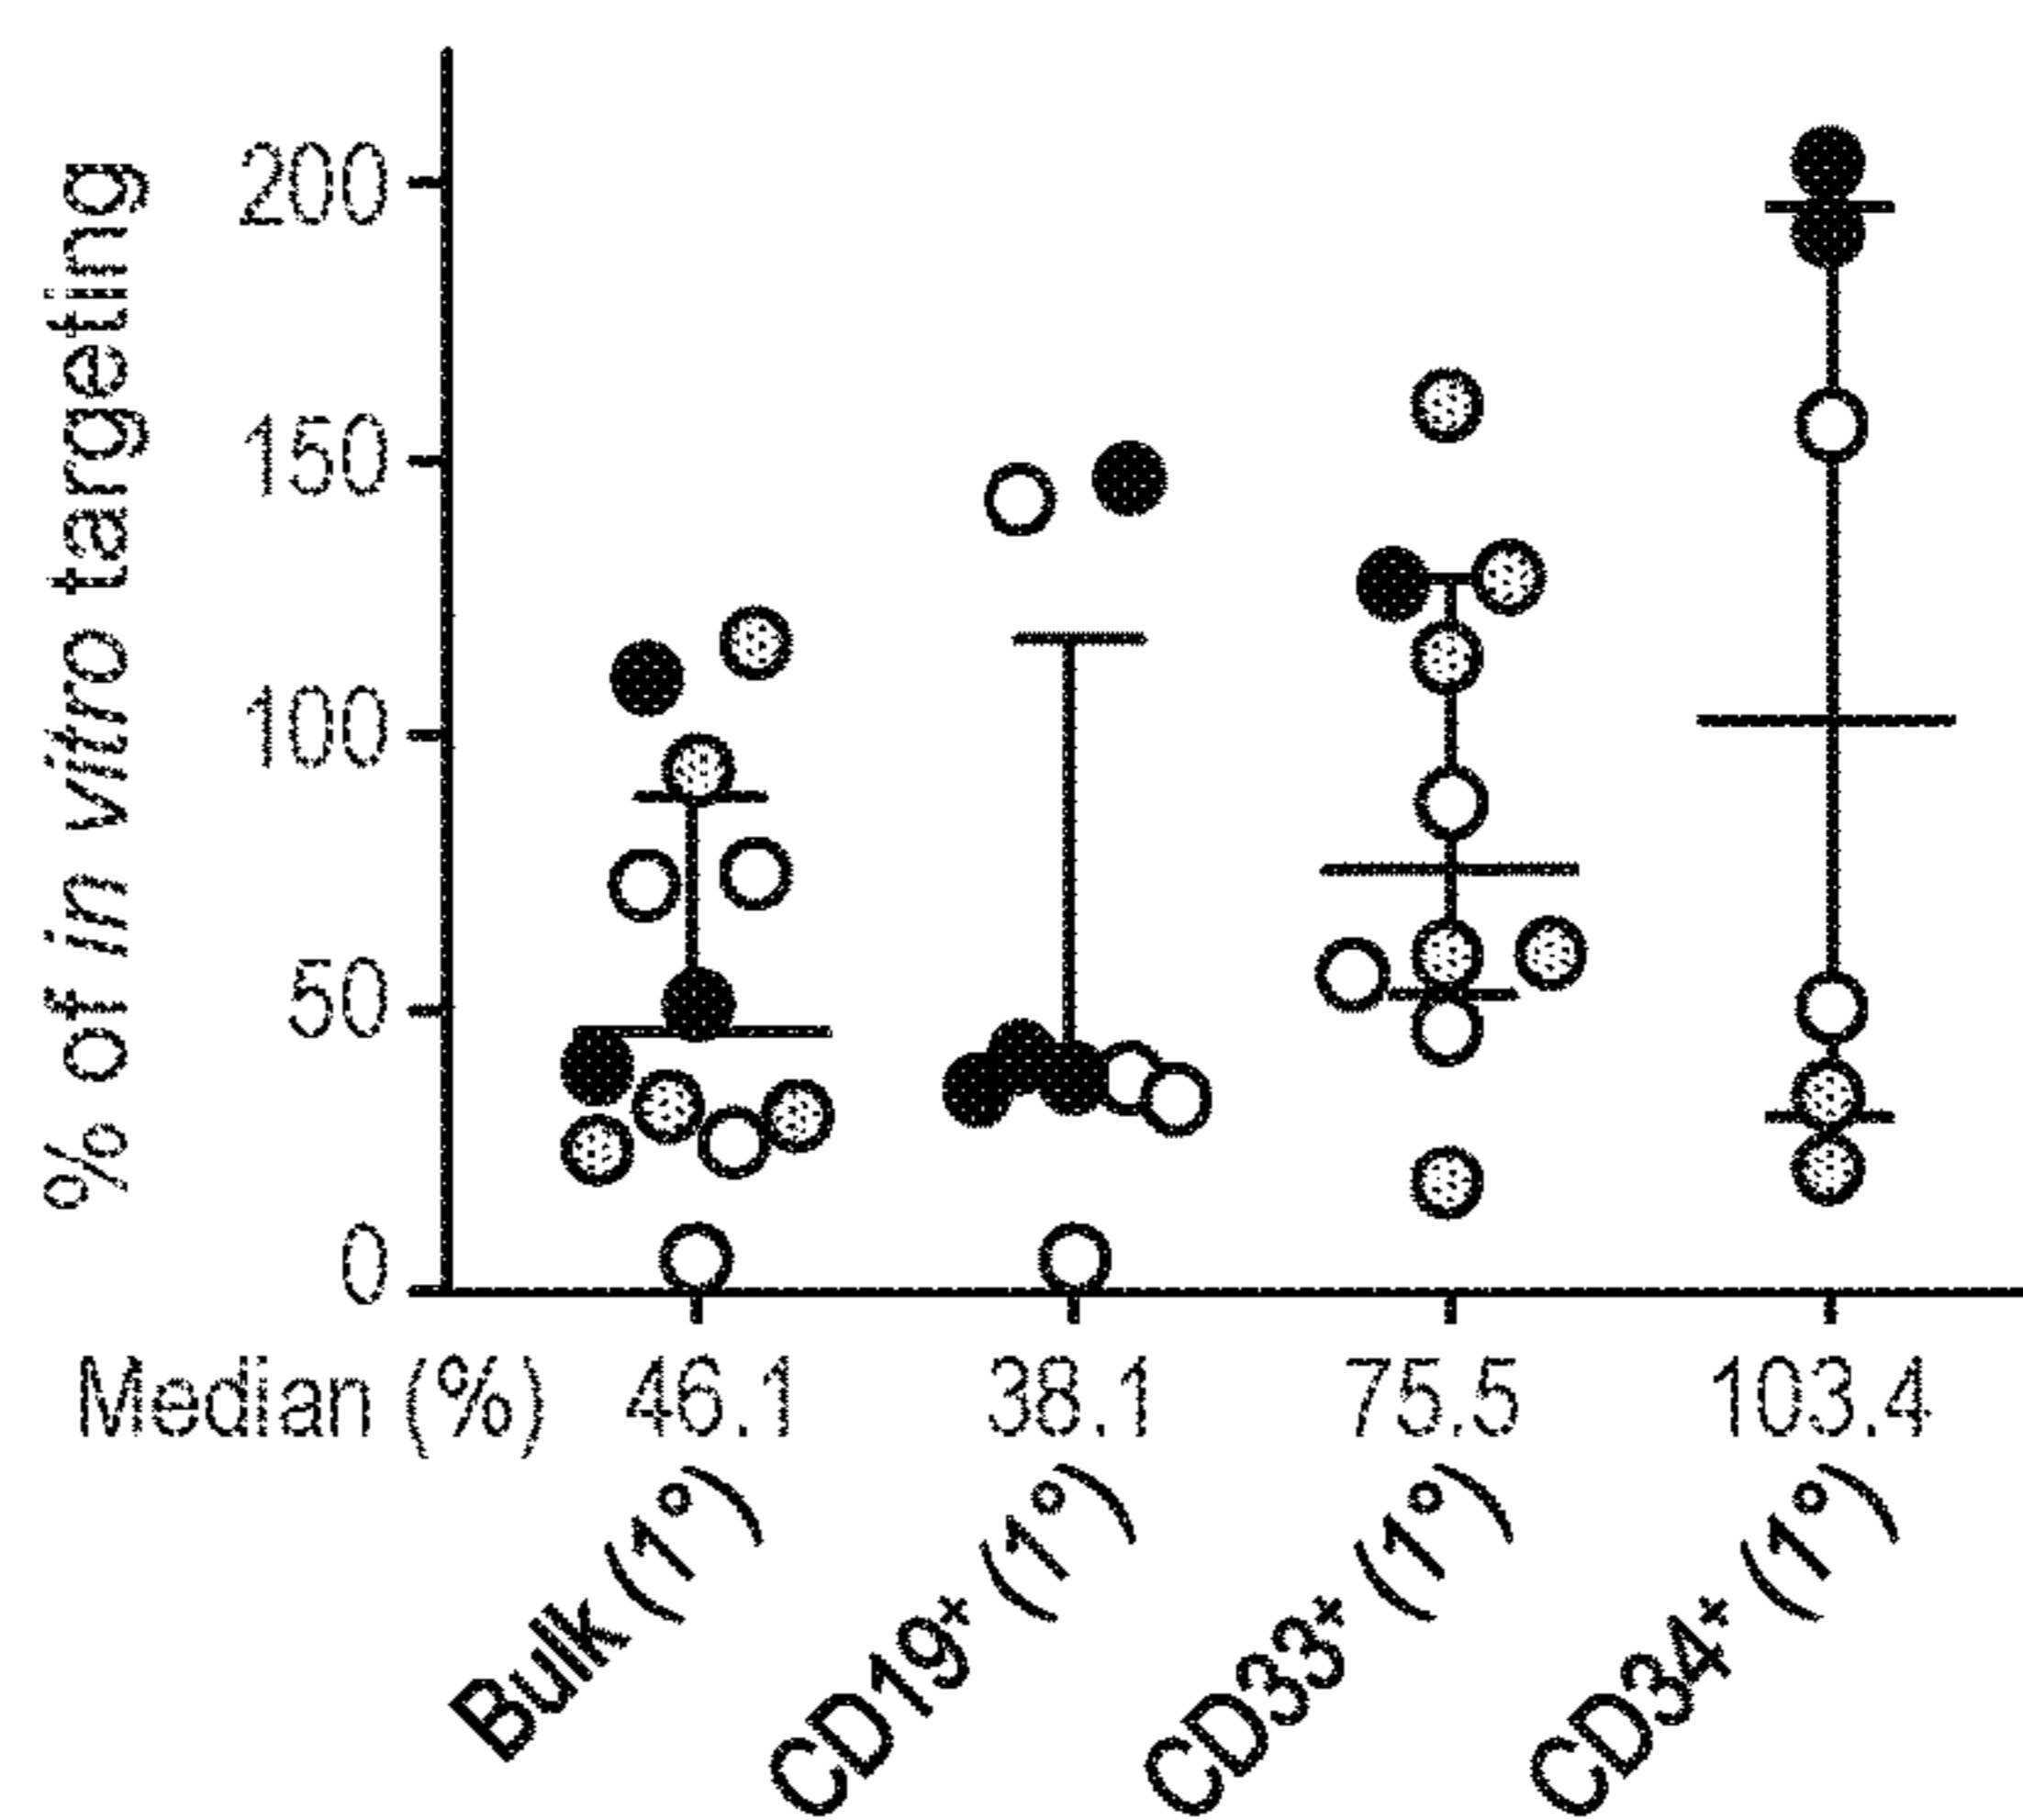 % of in vitro targeting
200
150
100
50
0
Median (%) 46.1 38.1 75.5 103.4
Bulk (1°)
CD19⁺ (1°)
CD33⁺ (1°)
CD34⁺ (1°)